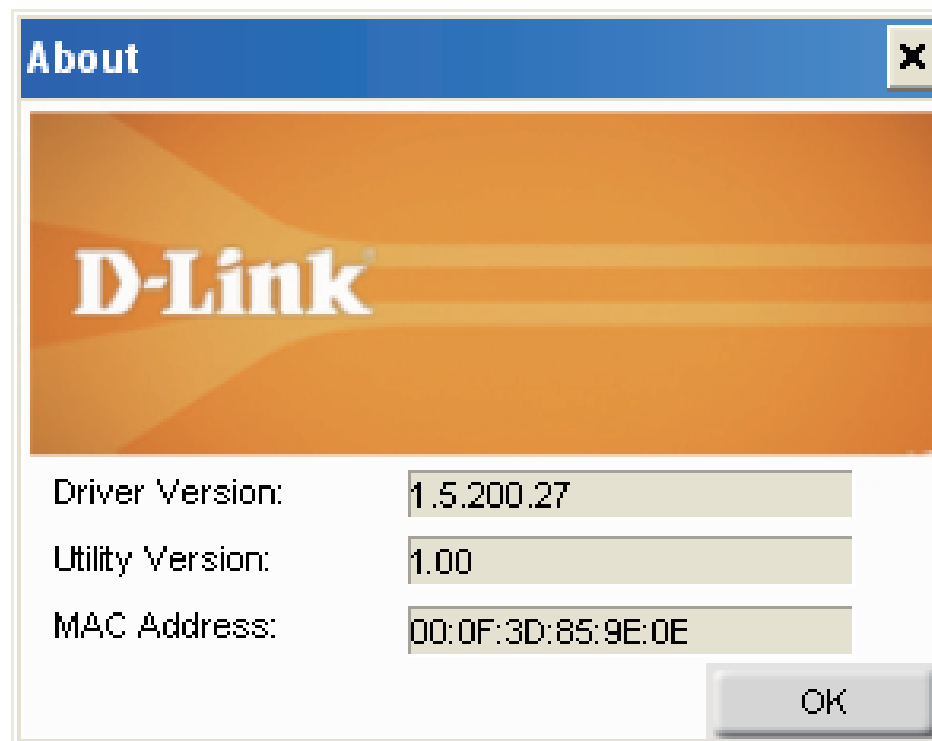 About
D-Link
Driver Version: 1.5.200.27
Utility Version: 1.00
MAC Address: 00:0F:3D:85:9E:0E
OK